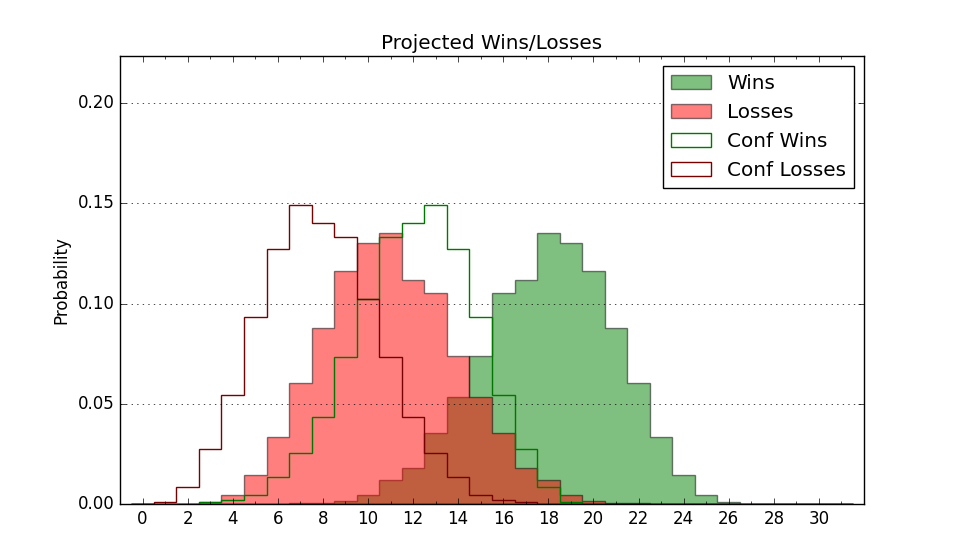 Projected Wins/Losses
Wins
Losses
Conf Wins
Conf Losses
Probability
0.20
0.15
0.10
0.05
0.00
0 2 4 6 8 10 12 14 16 18 20 22 24 26 28 30